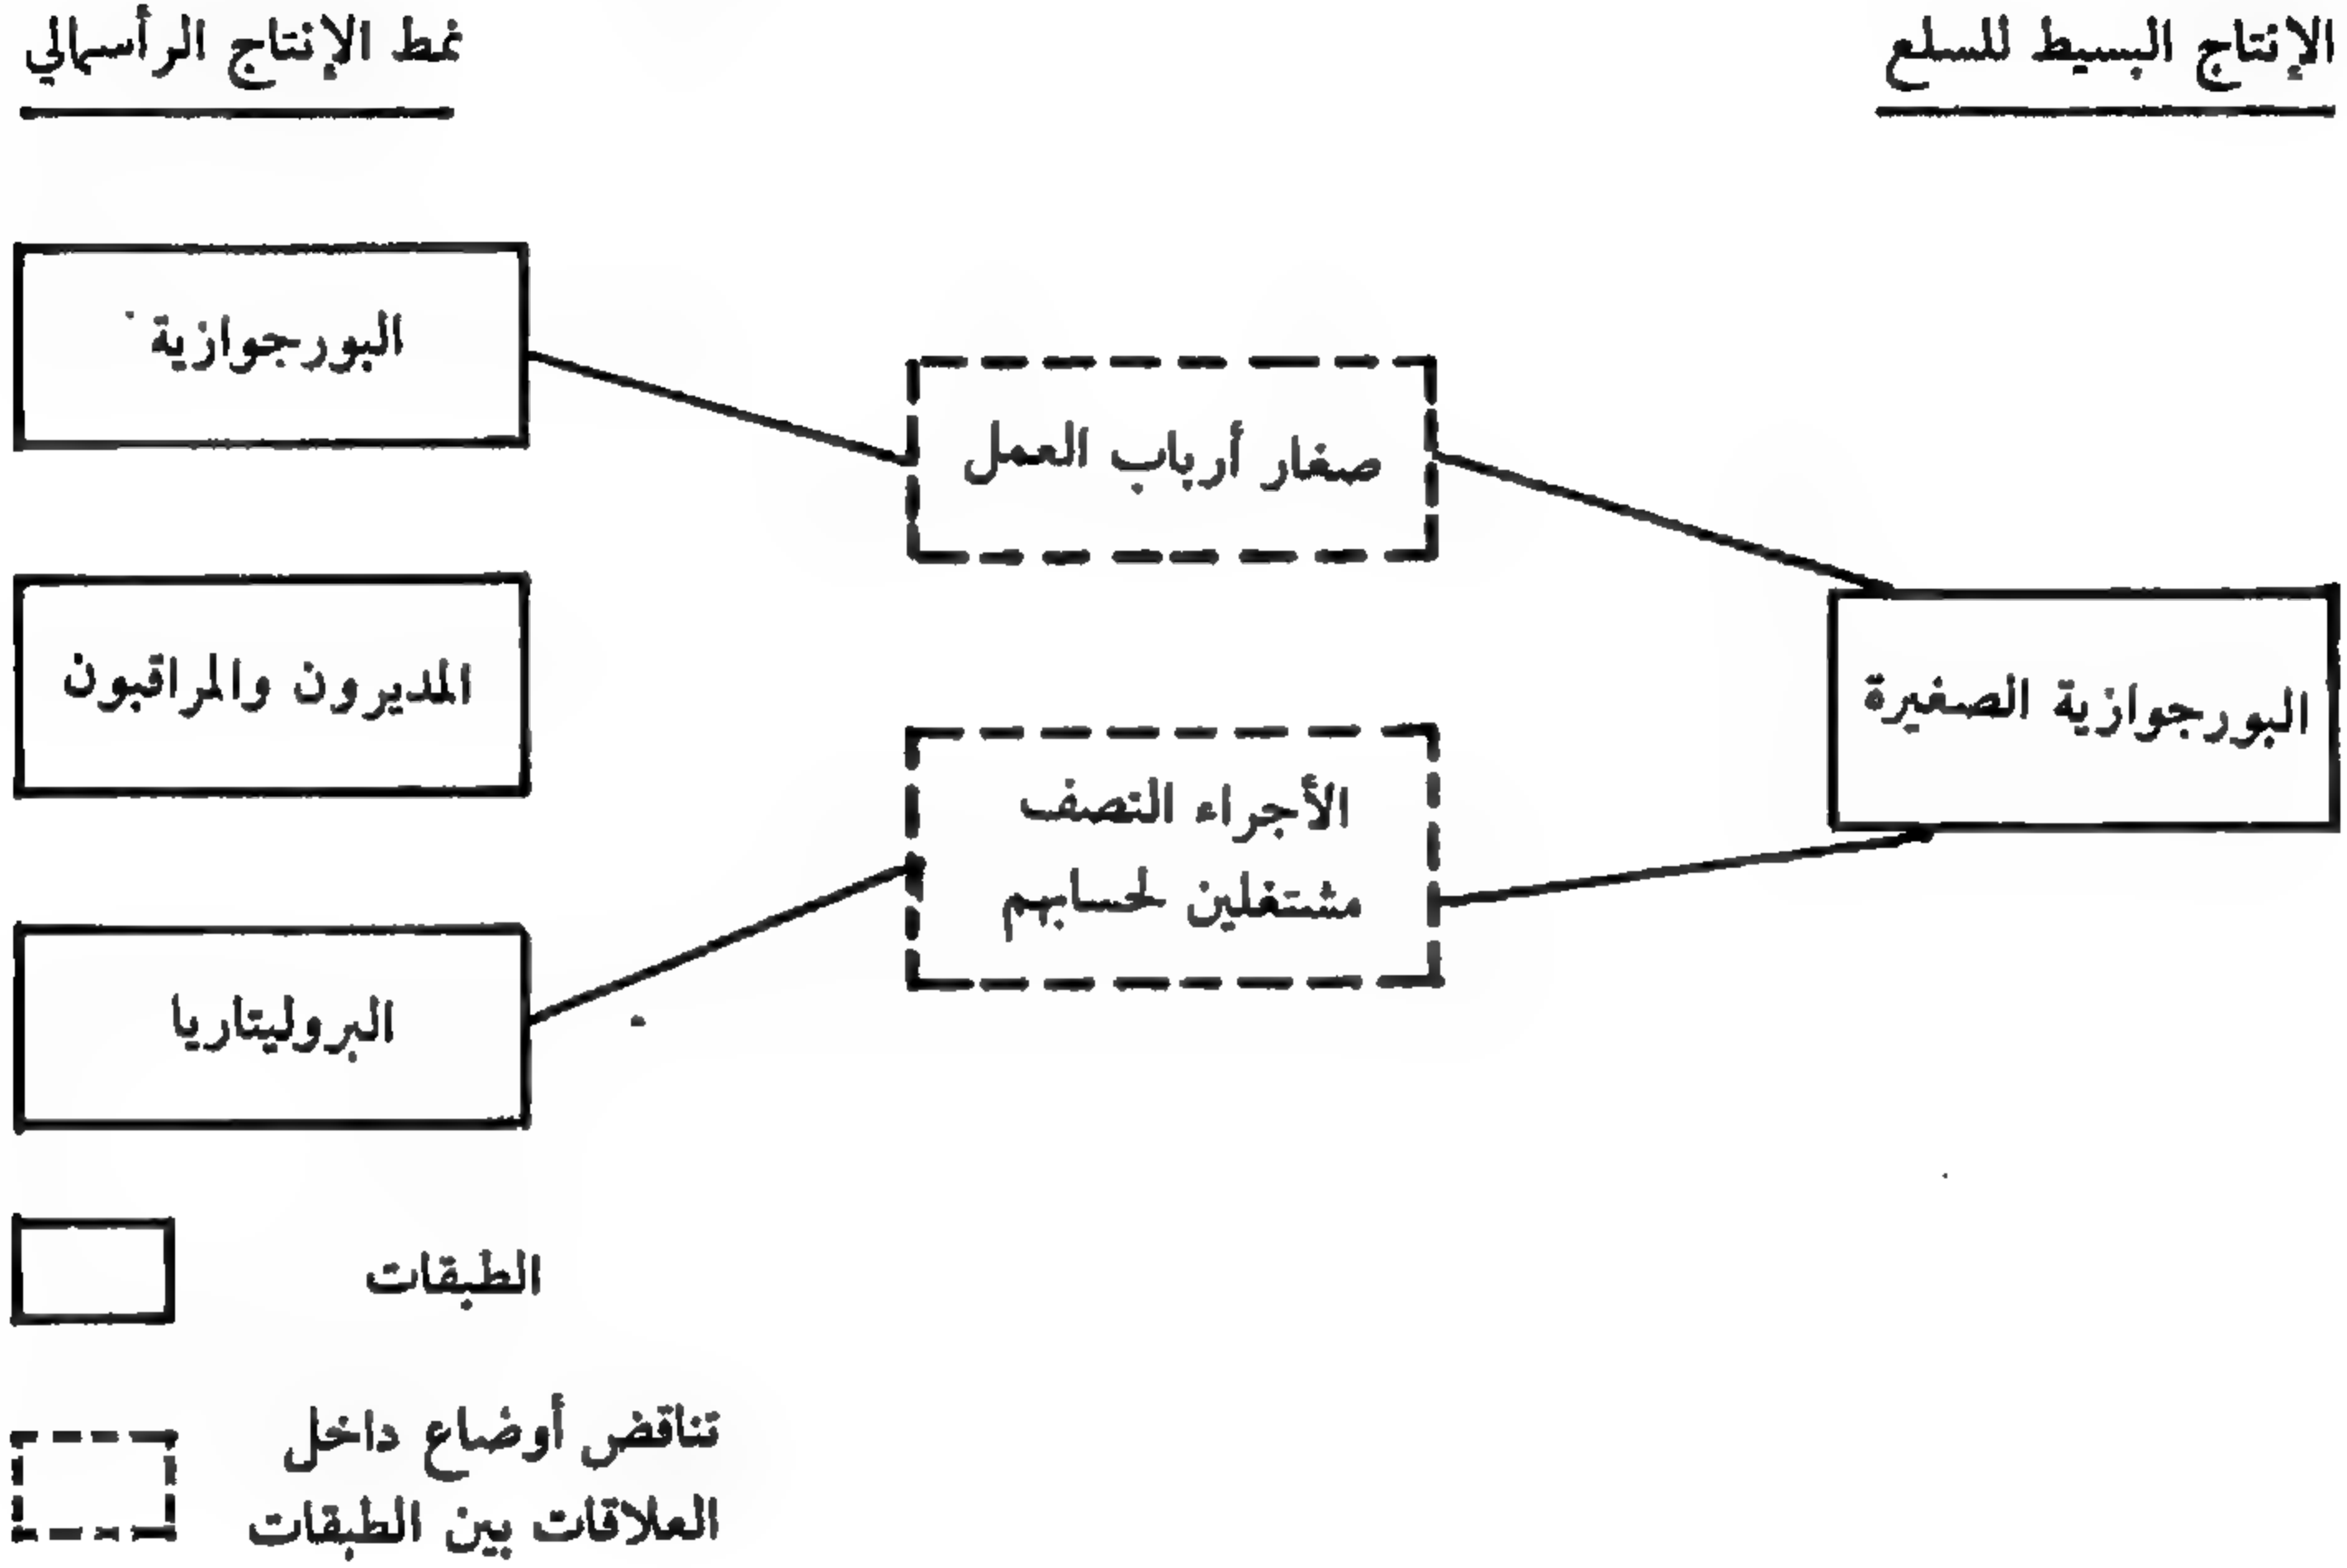 الإنتاج البسيط للسلع
نمط الإنتاج الرأسمالي
البورجوازية
صغار أرباب العمل
المديرون والمراقبون
البورجوازية الصغيرة
الأجراء النصف
مشتغلين لحسابهم
البروليتاريا
الطبقات
تناقض أوضاع داخل
العلاقات بين الطبقات